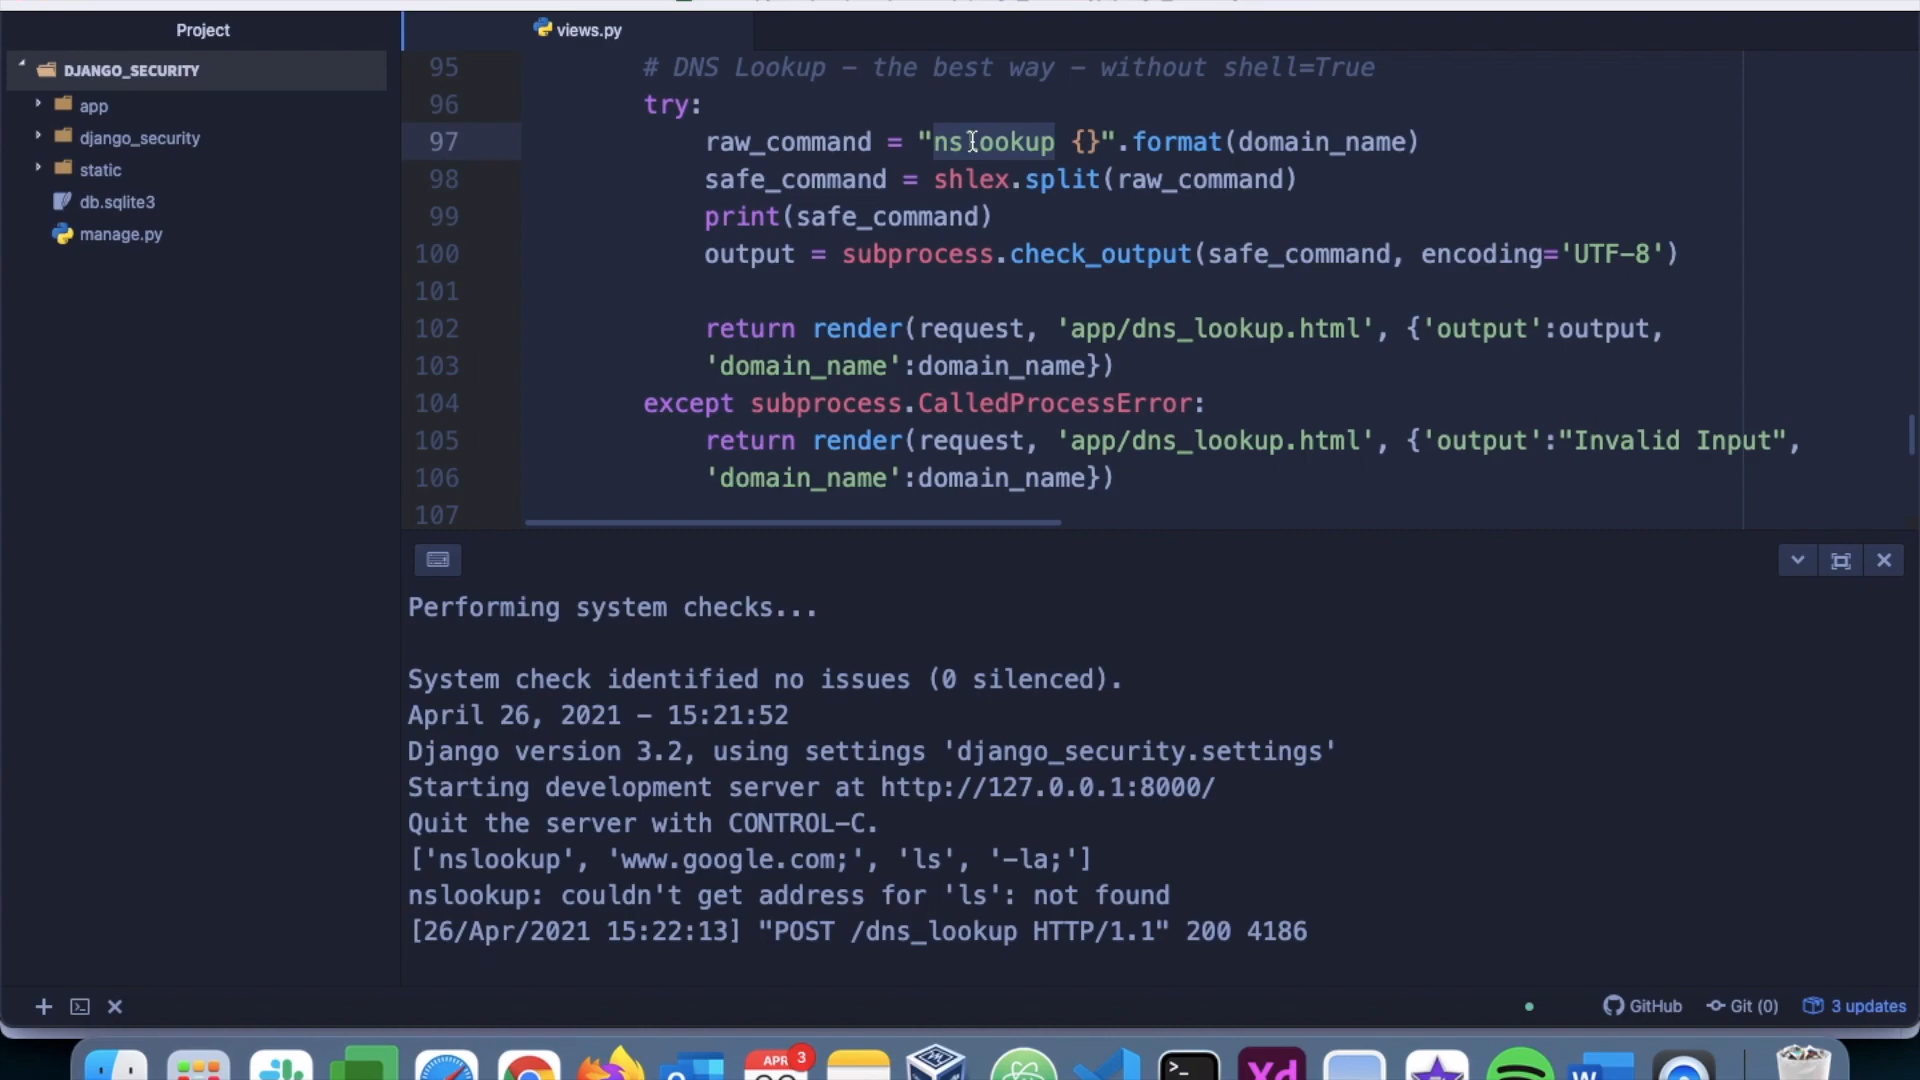 Project
views.py
DJANGO_SECURITY
app
django_security
static
db.sqlite3
manage.py
95 # DNS Lookup - the best way - without shell=True
96 try:
97 raw_command = "nslookup {}".format(domain_name)
98 safe_command = shlex.split(raw_command)
99 print(safe_command)
100 output = subprocess.check_output(safe_command, encoding='UTF-8')
101
102 return render(request, 'app/dns_lookup.html', {'output':output,
103 'domain_name':domain_name})
104 except subprocess.CalledProcessError:
105 return render(request, 'app/dns_lookup.html', {'output':"Invalid Input",
106 'domain_name':domain_name})
107
Performing system checks...
System check identified no issues (0 silenced).
April 26, 2021 - 15:21:52
Django version 3.2, using settings 'django_security.settings'
Starting development server at http://127.0.0.1:8000/
Quit the server with CONTROL-C.
['nslookup', 'www.google.com;', 'ls', '-la;']
nslookup: couldn't get address for 'ls': not found
[26/Apr/2021 15:22:13] "POST /dns_lookup HTTP/1.1" 200 4186
GitHub Git (0) 3 updates
APR 3
Xd
W